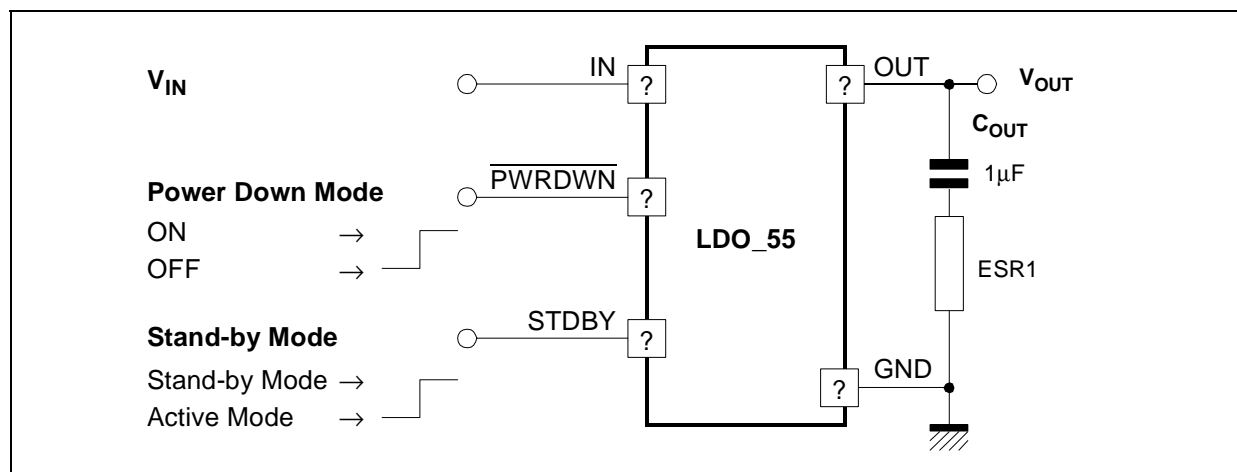 V_IN
IN
?
?
OUT
V_OUT
C_OUT
1µF
Power Down Mode
PWRDWN
?
ON →
OFF →
LDO_55
ESR1
Stand-by Mode
STDBY
?
Stand-by Mode →
Active Mode →
GND
?